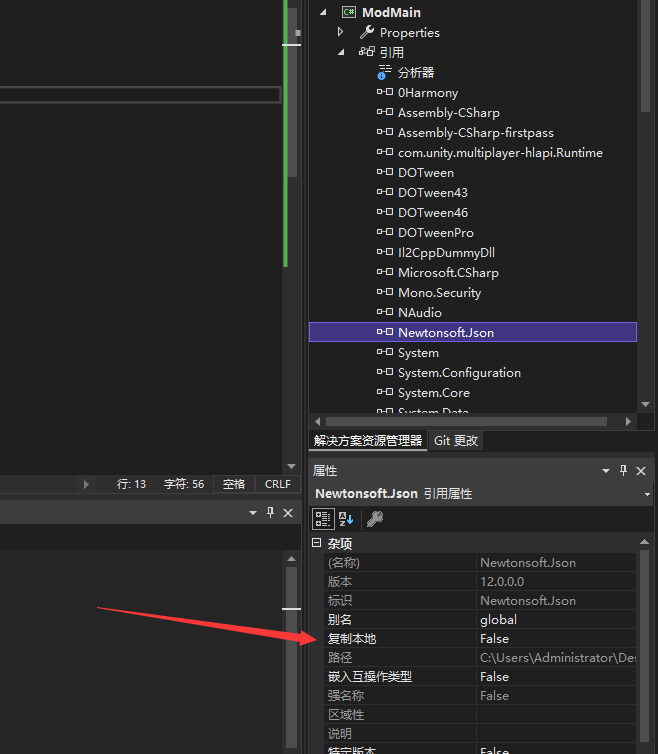 ModMain
Properties
引用
分析器
0Harmony
Assembly-CSharp
Assembly-CSharp-firstpass
com.unity.multiplayer-hlapi.Runtime
DOTween
DOTween43
DOTween46
DOTweenPro
Il2CppDummyDll
Microsoft.CSharp
Mono.Security
NAudio
Newtonsoft.Json
System
System.Configuration
System.Core
System.Data
解决方案资源管理器 Git 更改
行: 13 字符: 56 空格 CRLF
属性
Newtonsoft.Json 引用属性
杂项
(名称) Newtonsoft.Json
版本 12.0.0.0
标识 Newtonsoft.Json
别名 global
复制本地 False
路径 C:\Users\Administrator\Des
嵌入互操作类型 False
强名称 False
区域性
说明
特定版本 False